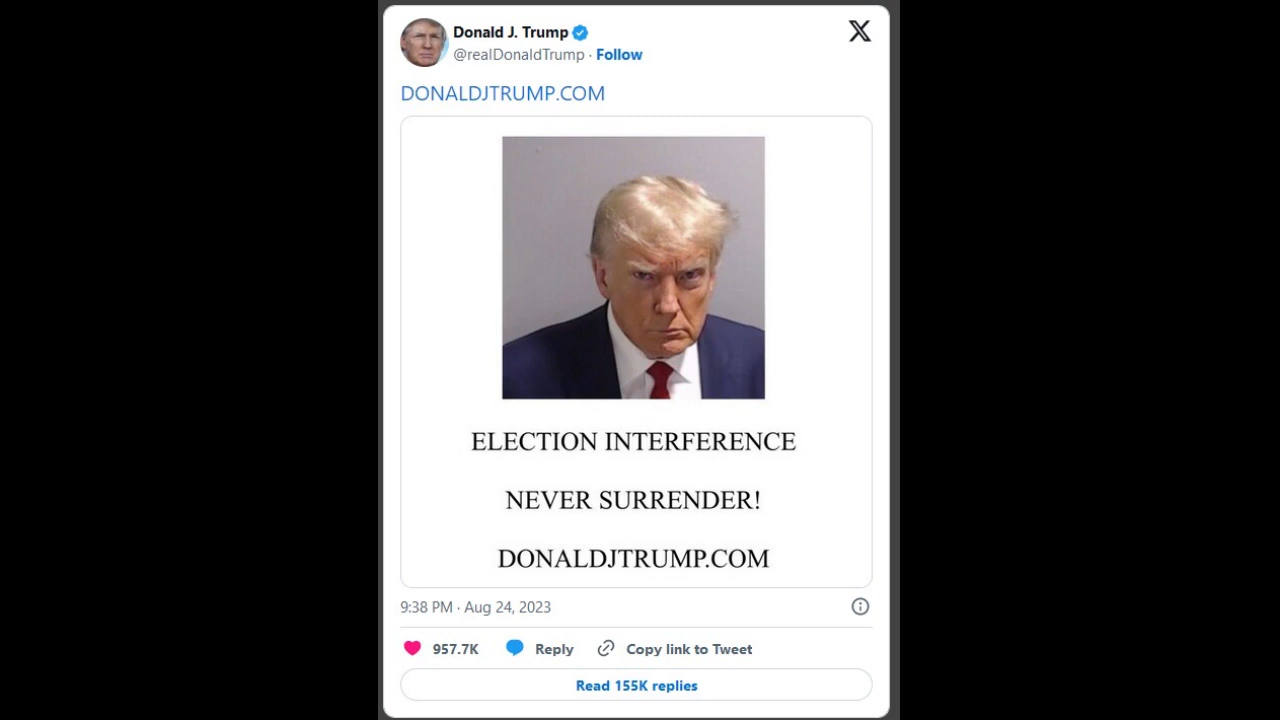 Donald J. Trump
@realDonaldTrump · Follow
DONALDJTRUMP.COM
ELECTION INTERFERENCE
NEVER SURRENDER!
DONALDJTRUMP.COM
9:38 PM · Aug 24, 2023
957.7K Reply Copy link to Tweet
Read 155K replies